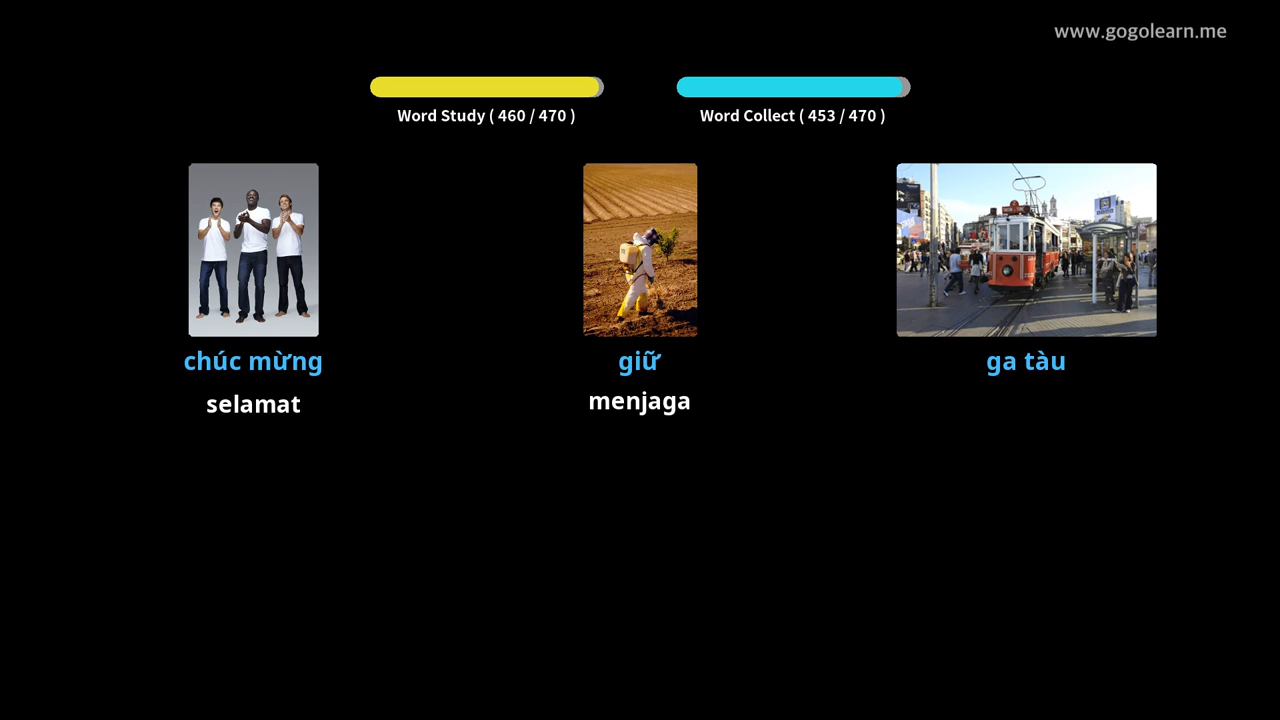 www.gogolearn.me
Word Study ( 460 / 470 )
Word Collect ( 453 / 470 )
chúc mừng
selamat
giữ
menjaga
ga tàu